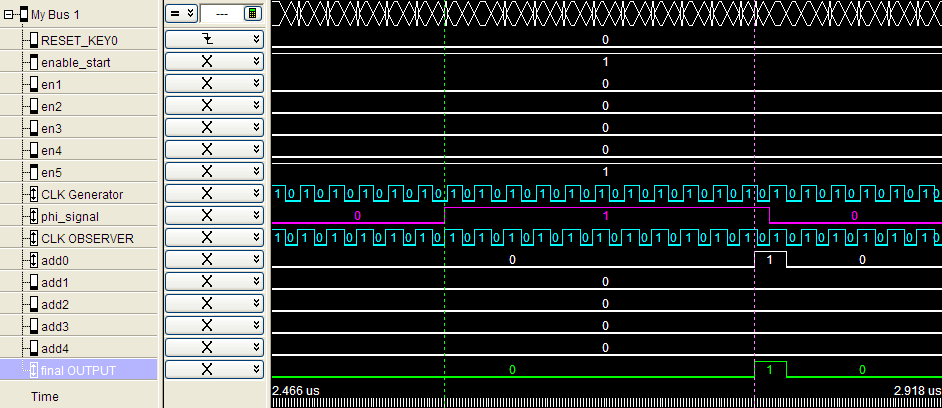 My Bus 1 = ---
RESET_KEY0 0
enable_start X 1
en1 X 0
en2 X 0
en3 X 0
en4 X 0
en5 X 1
CLK Generator X 1 0 1 0 1 0 1 0 1 0 1 0 1 0 1 0 1 0 1 0 1 0 1 0 1 0 1 0 1 0 1 0 1 0 1 0 1 0 1 0 1 0 1 0 1 0
phi_signal X 0 1 0
CLK OBSERVER X 1 0 1 0 1 0 1 0 1 0 1 0 1 0 1 0 1 0 1 0 1 0 1 0 1 0 1 0 1 0 1 0 1 0 1 0 1 0 1 0 1 0 1 0 1 0
add0 X 0 1 0
add1 X 0
add2 X 0
add3 X 0
add4 X 0
final OUTPUT X 0 1 0
Time 2.466 us 2.918 us